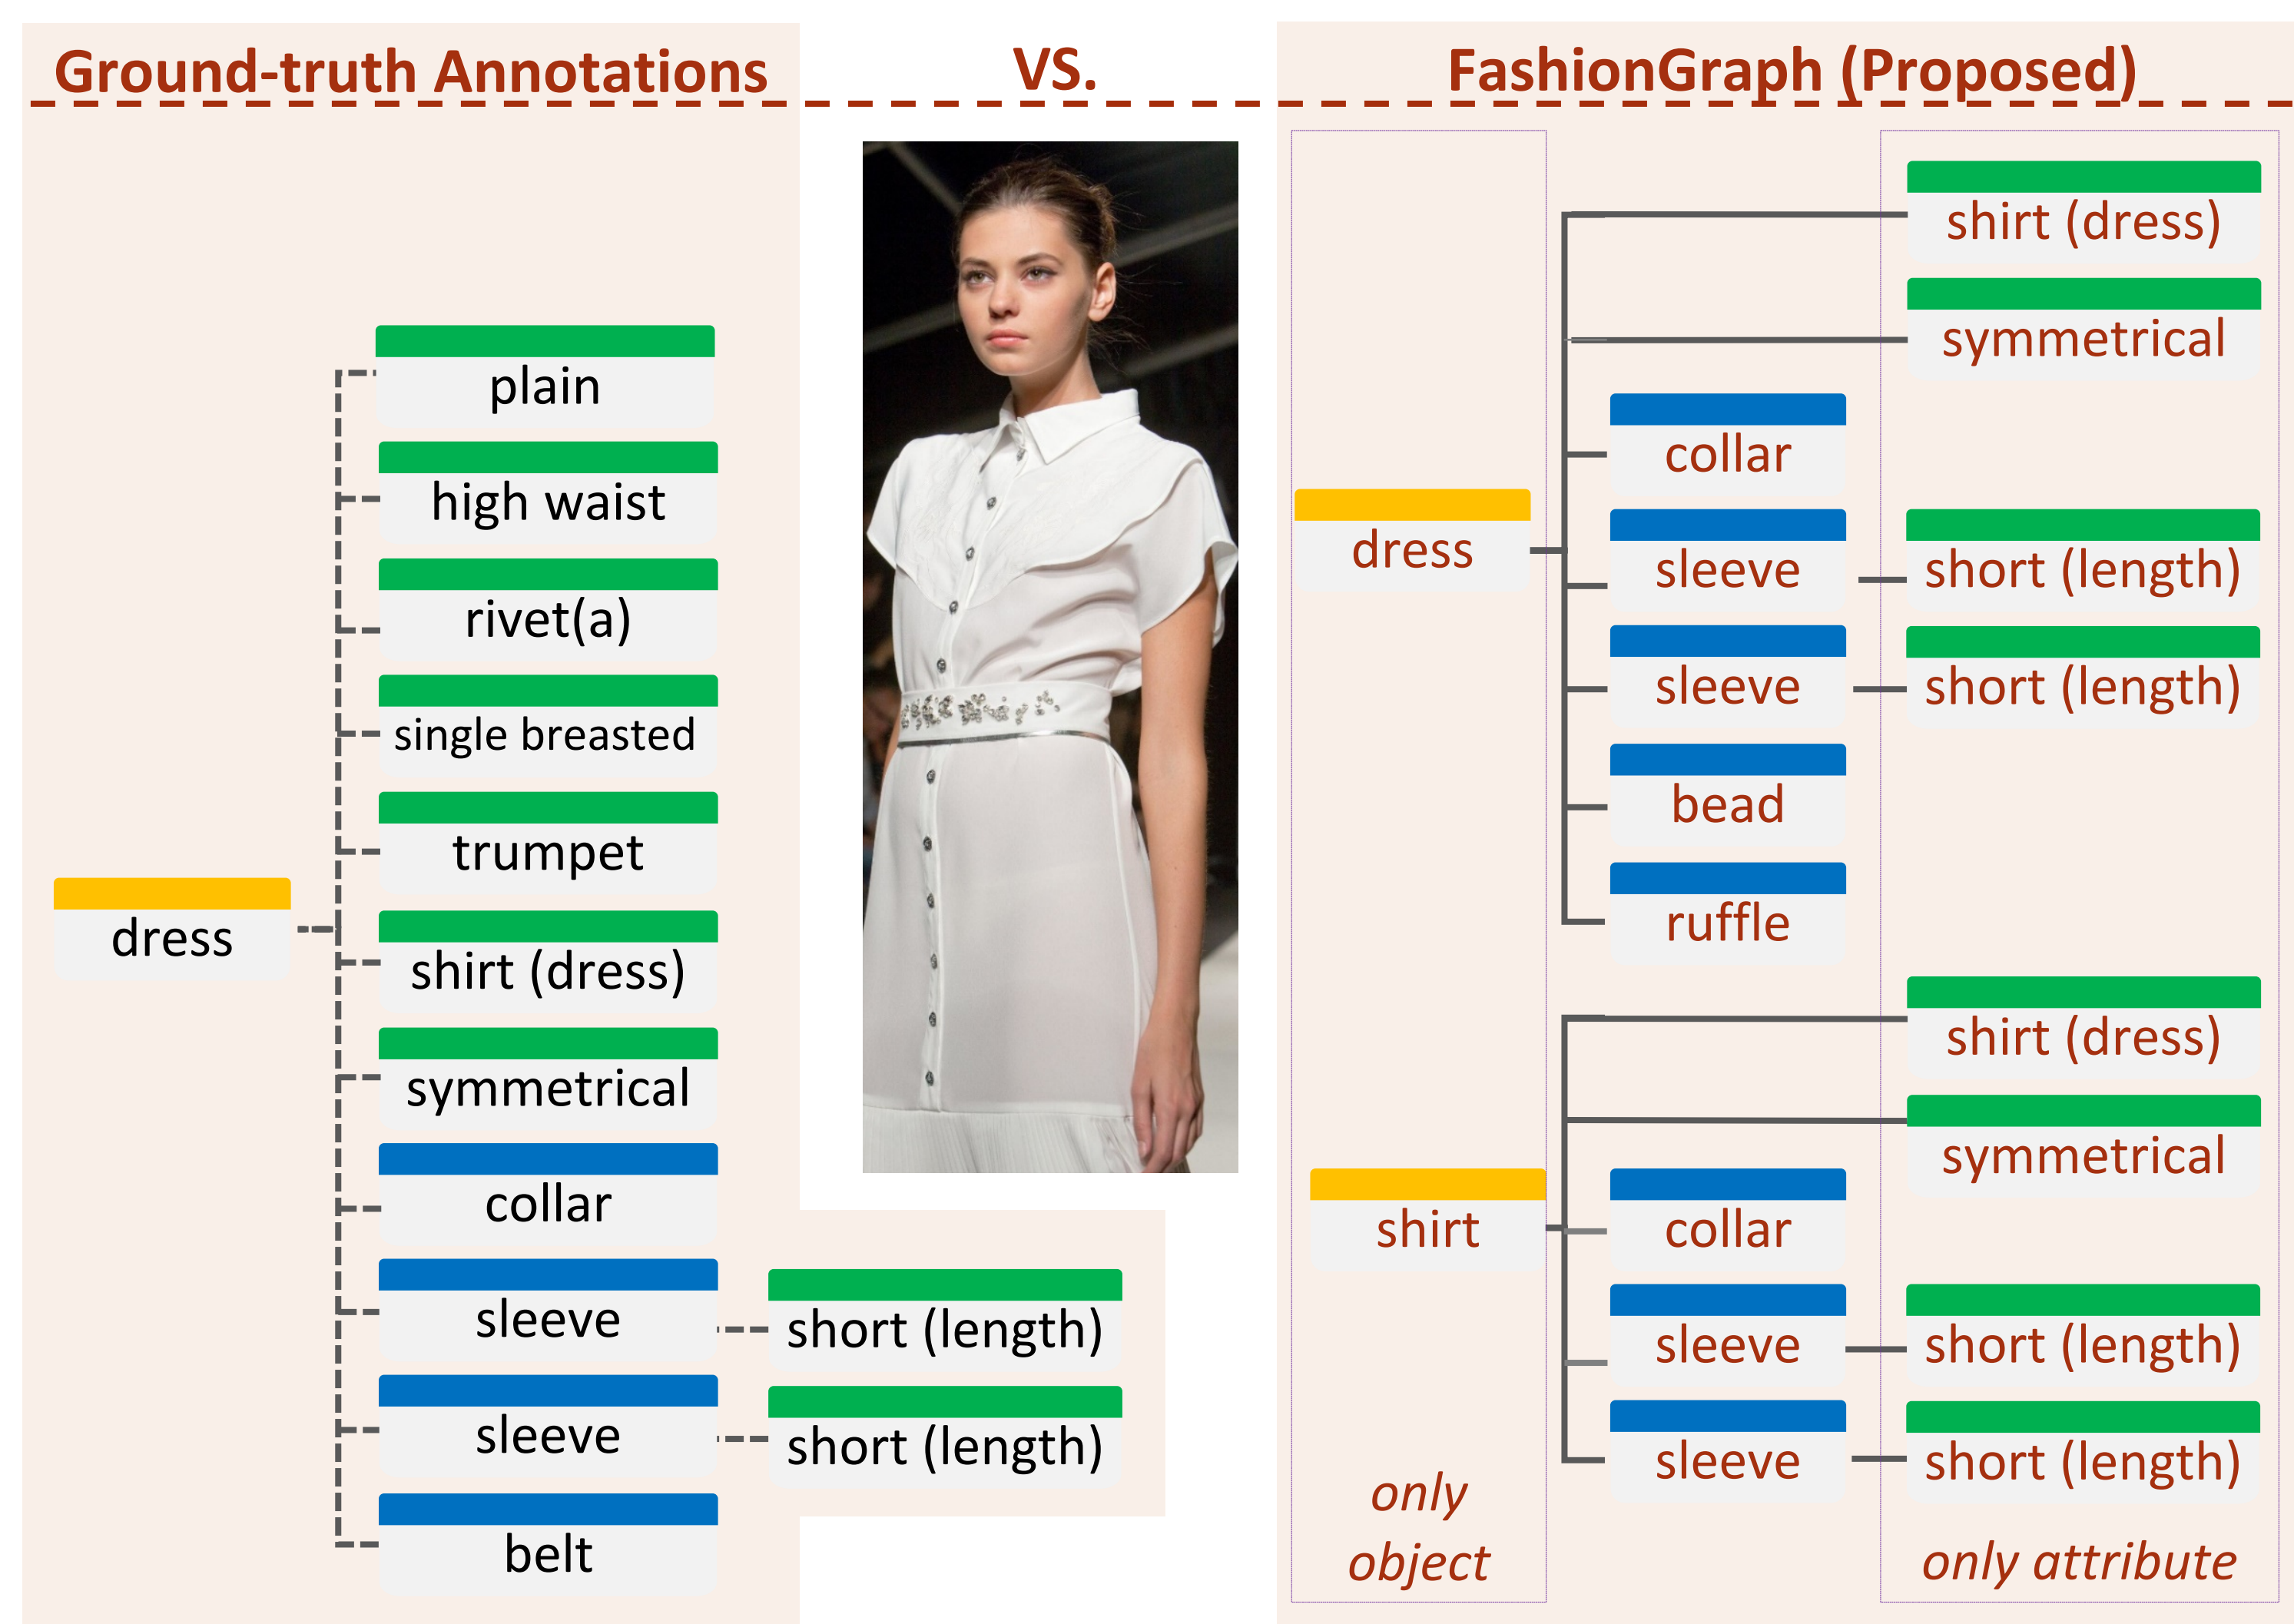 Ground-truth Annotations
VS.
FashionGraph (Proposed)
dress
plain
high waist
rivet(a)
single breasted
trumpet
shirt (dress)
symmetrical
collar
sleeve
short (length)
sleeve
short (length)
belt
dress
shirt (dress)
symmetrical
collar
sleeve
short (length)
sleeve
short (length)
bead
ruffle
shirt
shirt (dress)
symmetrical
collar
sleeve
short (length)
sleeve
short (length)
only
object
only attribute